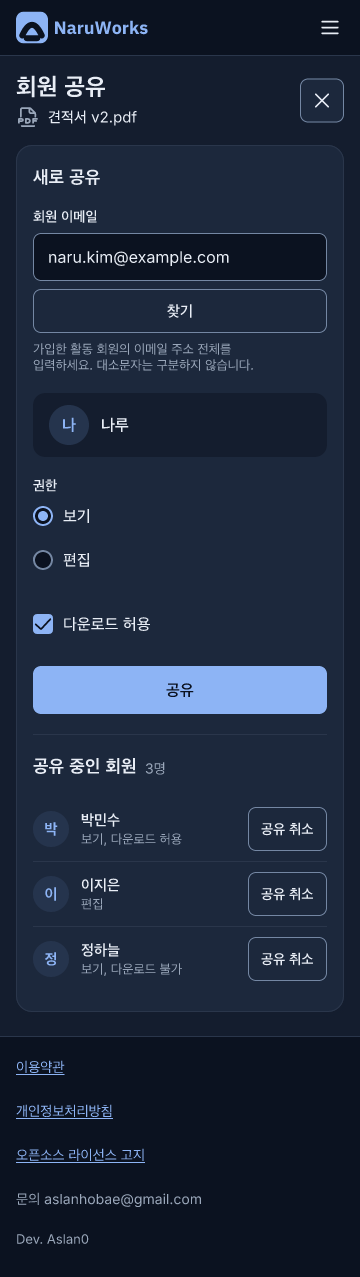 NaruWorks
회원 공유
PDF 견적서 v2.pdf
새로 공유
회원 이메일
naru.kim@example.com
찾기
가입한 활동 회원의 이메일 주소 전체를
입력하세요. 대소문자는 구분하지 않습니다.
나 나루
권한
보기
편집
다운로드 허용
공유
공유 중인 회원 3명
박 박민수
보기, 다운로드 허용
공유 취소
이 이지은
편집
공유 취소
정 정하늘
보기, 다운로드 불가
공유 취소
이용약관
개인정보처리방침
오픈소스 라이선스 고지
문의 aslanhobae@gmail.com
Dev. Aslan0